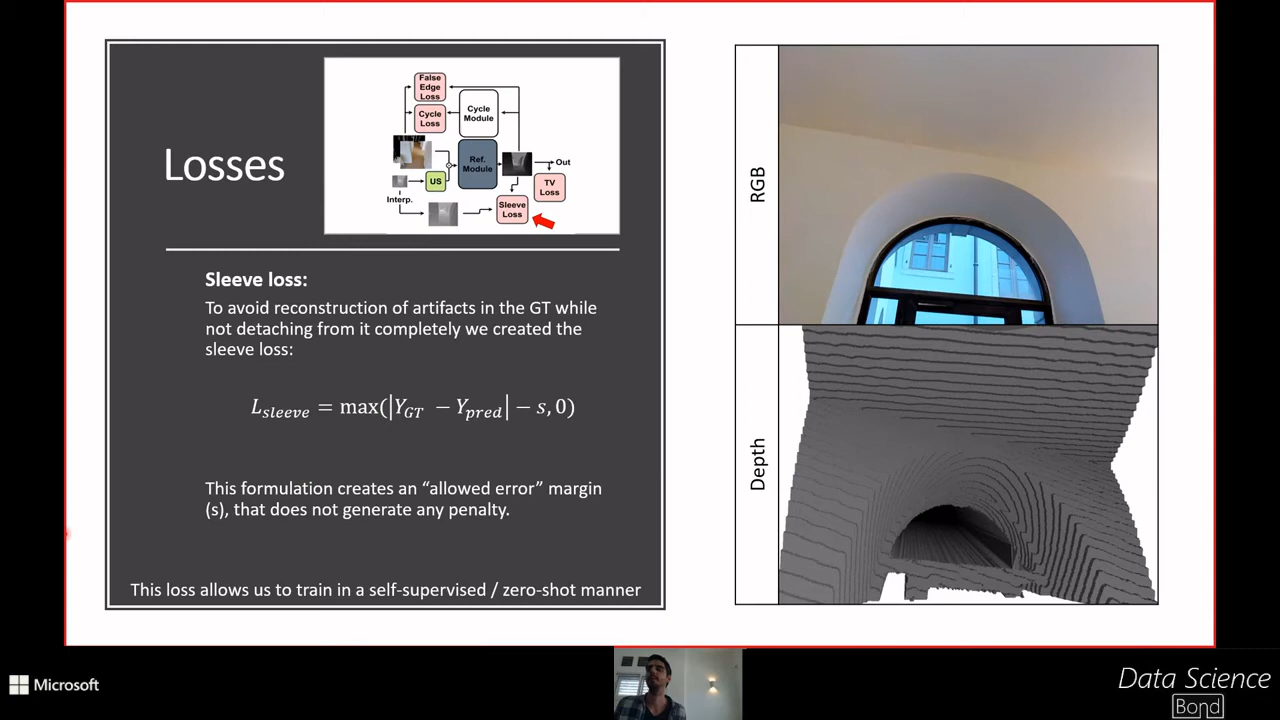 Losses
False
Edge
Loss
Cycle
Loss
Cycle
Module
Ref.
Module
Out
US
TV
Loss
Interp.
Sleeve
Loss
Sleeve loss:
To avoid reconstruction of artifacts in the GT while
not detaching from it completely we created the
sleeve loss:
L_sleeve = max(|Y_GT − Y_pred| − s, 0)
This formulation creates an “allowed error” margin
(s), that does not generate any penalty.
This loss allows us to train in a self-supervised / zero-shot manner
RGB
Depth
Microsoft
Data Science
Bond